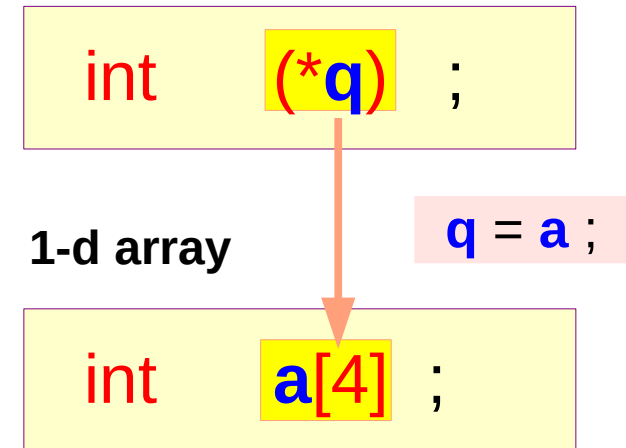 int (*q) ;
q = a ;
1-d array
int a[4] ;